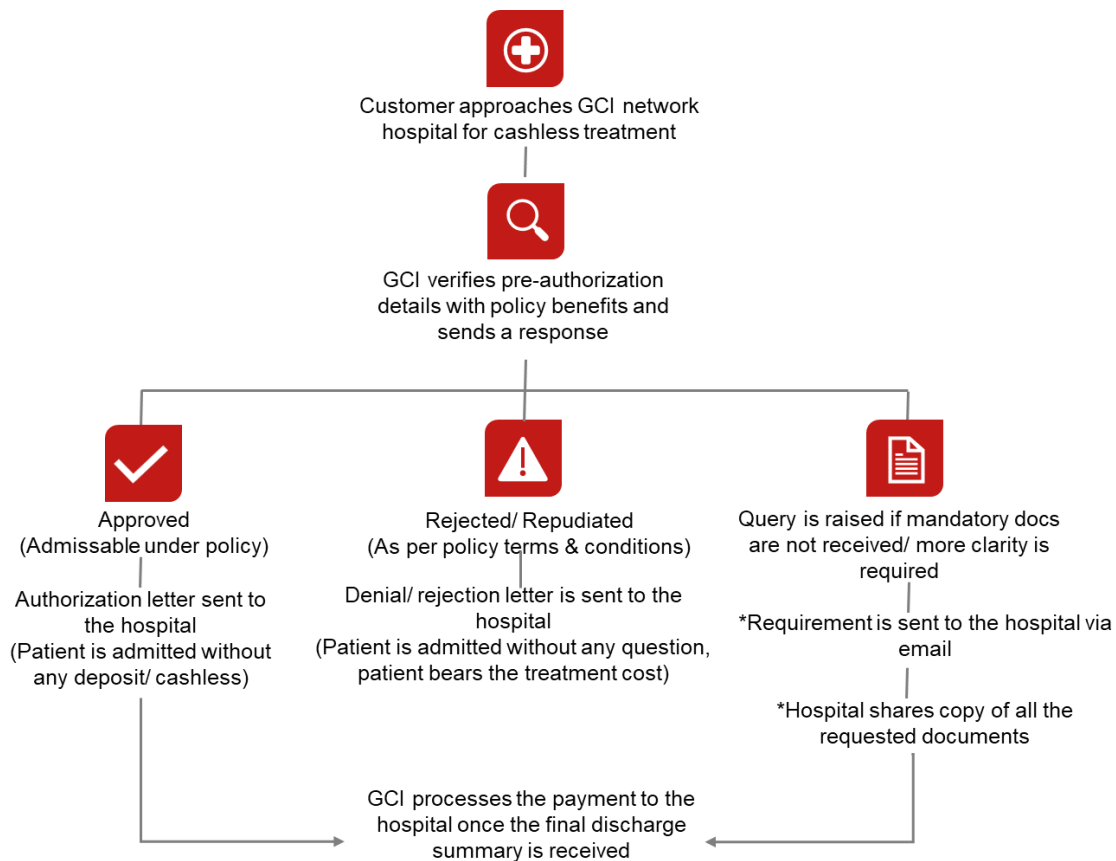 Customer approaches GCI network
hospital for cashless treatment
GCI verifies pre-authorization
details with policy benefits and
sends a response
Approved
(Admissable under policy)
Authorization letter sent to
the hospital
(Patient is admitted without
any deposit/ cashless)
Rejected/ Repudiated
(As per policy terms & conditions)
Denial/ rejection letter is sent to the
hospital
(Patient is admitted without any question,
patient bears the treatment cost)
Query is raised if mandatory docs
are not received/ more clarity is
required
*Requirement is sent to the hospital via
email
*Hospital shares copy of all the
requested documents
GCI processes the payment to the
hospital once the final discharge
summary is received